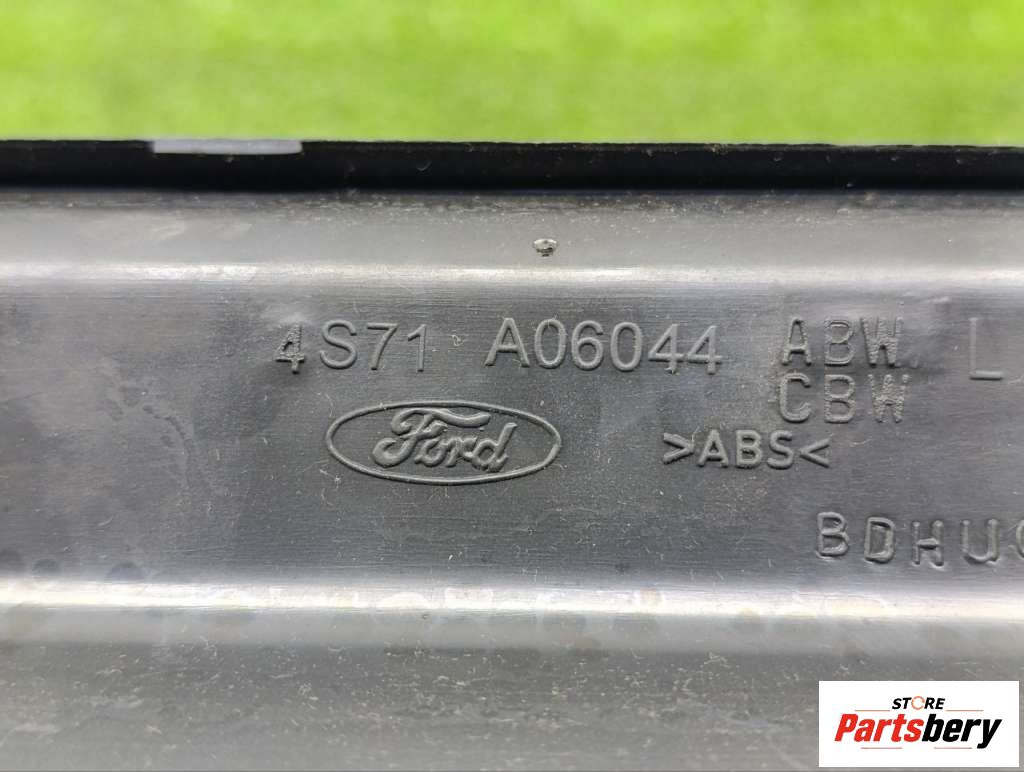 4S71 A06044 ABW L
CBW
Ford
>ABS<
BDHU
STORE
Partsbery